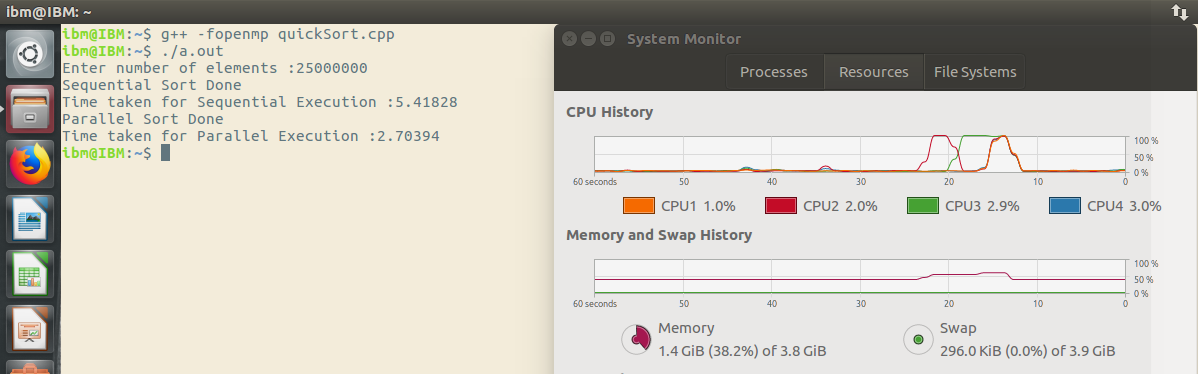 ibm@IBM: ~
ibm@IBM:~$ g++ -fopenmp quickSort.cpp
ibm@IBM:~$ ./a.out
Enter number of elements :25000000
Sequential Sort Done
Time taken for Sequential Execution :5.41828
Parallel Sort Done
Time taken for Parallel Execution :2.70394
ibm@IBM:~$
System Monitor
Processes Resources File Systems
CPU History
100 %
50 %
0 %
60 seconds 50 40 30 20 10 0
CPU1 1.0% CPU2 2.0% CPU3 2.9% CPU4 3.0%
Memory and Swap History
100 %
50 %
0 %
60 seconds 50 40 30 20 10 0
Memory
1.4 GiB (38.2%) of 3.8 GiB
Swap
296.0 KiB (0.0%) of 3.9 GiB